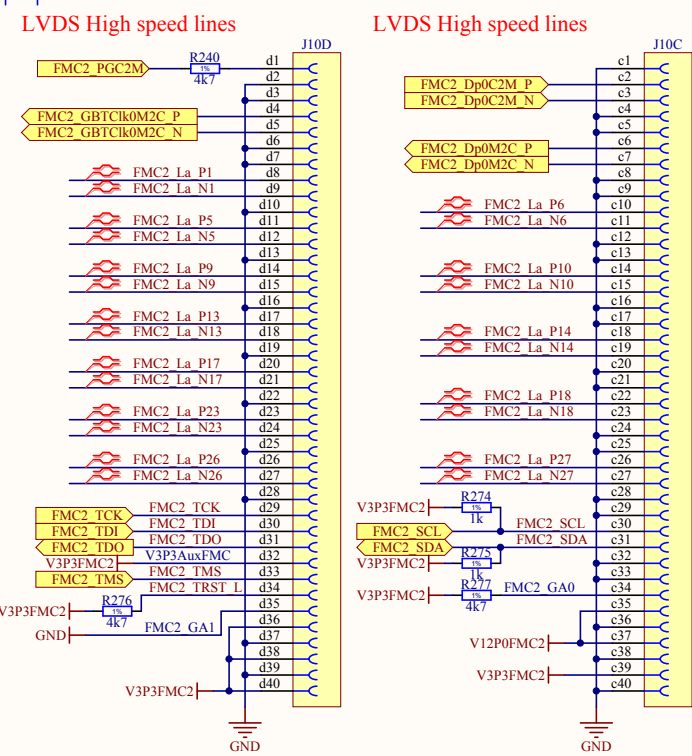 LVDS High speed lines
J10D
FMC2_PGC2M
R240
1%
4k7
FMC2_GBTClk0M2C_P
FMC2_GBTClk0M2C_N
FMC2_La_P1
FMC2_La_N1
FMC2_La_P5
FMC2_La_N5
FMC2_La_P9
FMC2_La_N9
FMC2_La_P13
FMC2_La_N13
FMC2_La_P17
FMC2_La_N17
FMC2_La_P23
FMC2_La_N23
FMC2_La_P26
FMC2_La_N26
FMC2_TCK FMC2_TCK
FMC2_TDI FMC2_TDI
FMC2_TDO FMC2_TDO
V3P3FMC2 V3P3AuxFMC
FMC2_TMS FMC2_TMS
FMC2_TRST_L
V3P3FMC2
R276
1%
4k7
GND FMC2_GA1
V3P3FMC2
d1
d2
d3
d4
d5
d6
d7
d8
d9
d10
d11
d12
d13
d14
d15
d16
d17
d18
d19
d20
d21
d22
d23
d24
d25
d26
d27
d28
d29
d30
d31
d32
d33
d34
d35
d36
d37
d38
d39
d40
GND
LVDS High speed lines
J10C
FMC2_Dp0C2M_P
FMC2_Dp0C2M_N
FMC2_Dp0M2C_P
FMC2_Dp0M2C_N
FMC2_La_P6
FMC2_La_N6
FMC2_La_P10
FMC2_La_N10
FMC2_La_P14
FMC2_La_N14
FMC2_La_P18
FMC2_La_N18
FMC2_La_P27
FMC2_La_N27
V3P3FMC2
R274
1%
1k
FMC2_SCL FMC2_SCL
FMC2_SDA FMC2_SDA
V3P3FMC2
R275
1%
1k
V3P3FMC2
R277
1%
4k7
FMC2_GA0
V12P0FMC2
V3P3FMC2
c1
c2
c3
c4
c5
c6
c7
c8
c9
c10
c11
c12
c13
c14
c15
c16
c17
c18
c19
c20
c21
c22
c23
c24
c25
c26
c27
c28
c29
c30
c31
c32
c33
c34
c35
c36
c37
c38
c39
c40
GND